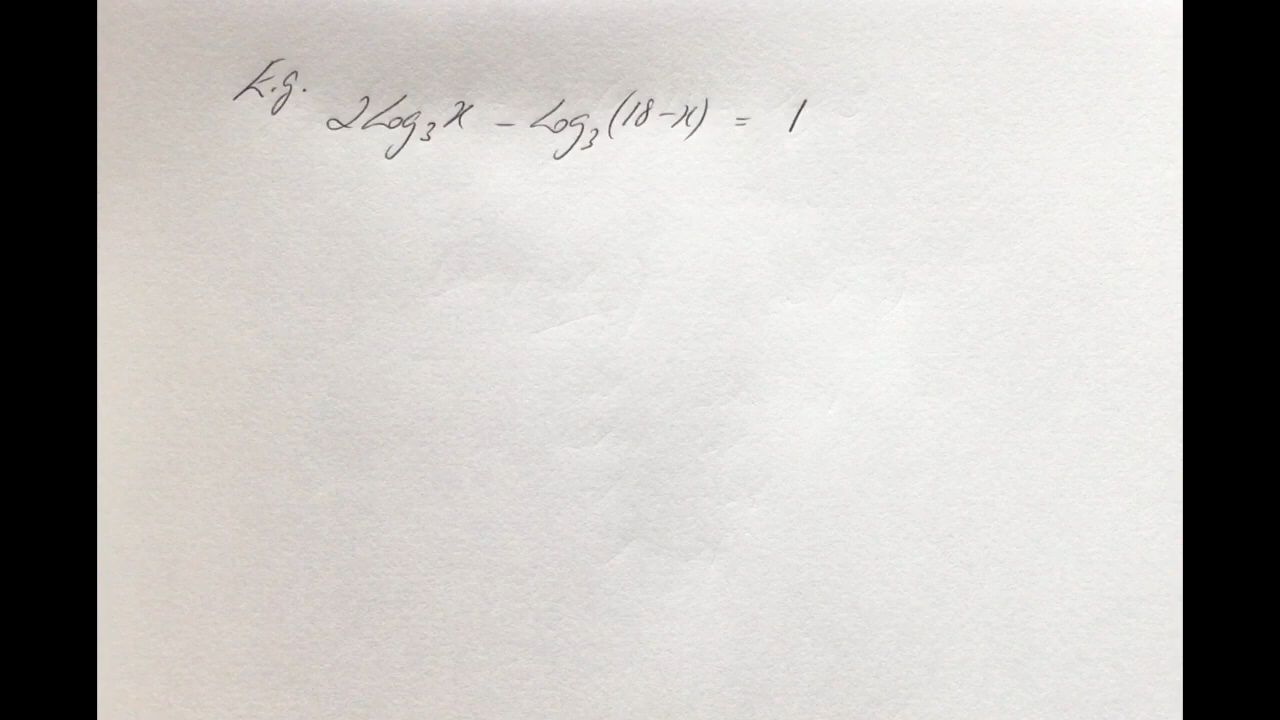 E.g.
2Log₃x - Log₃(18-x) = 1